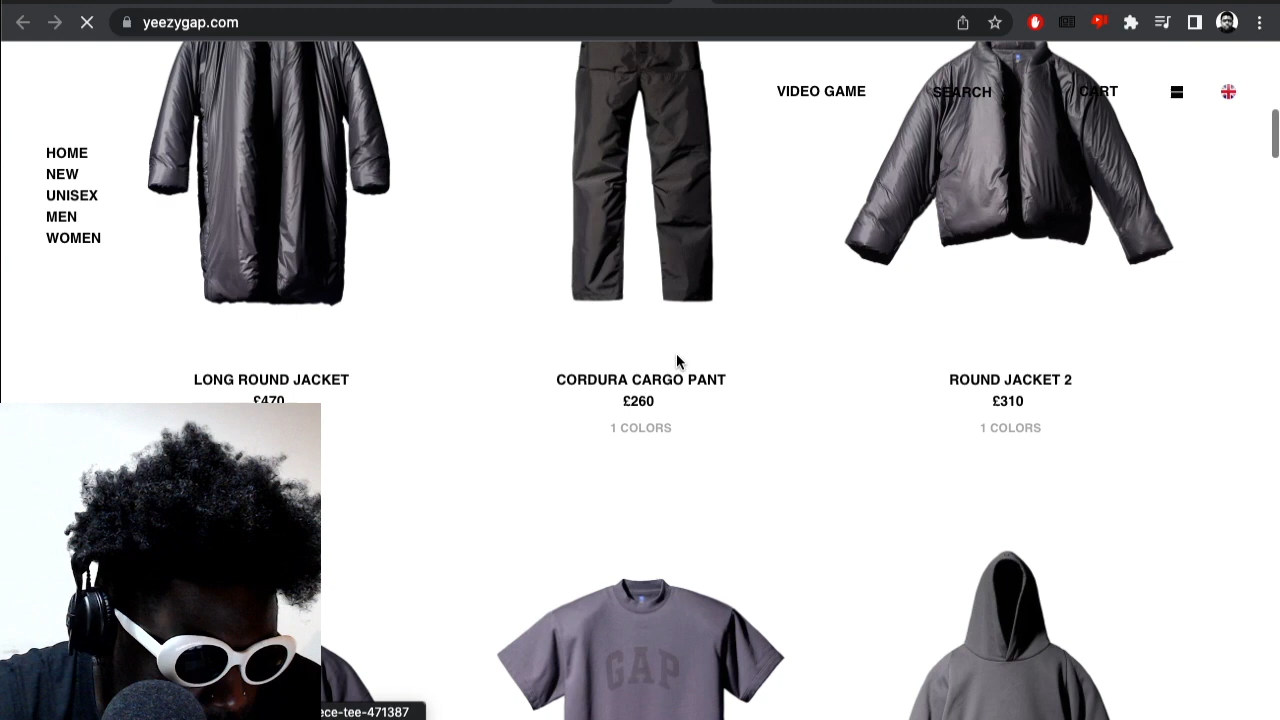 yeezygap.com
VIDEO GAME
SEARCH
CART
HOME
NEW
UNISEX
MEN
WOMEN
LONG ROUND JACKET
£470
CORDURA CARGO PANT
£260
1 COLORS
ROUND JACKET 2
£310
1 COLORS
GAP
ece-tee-471387